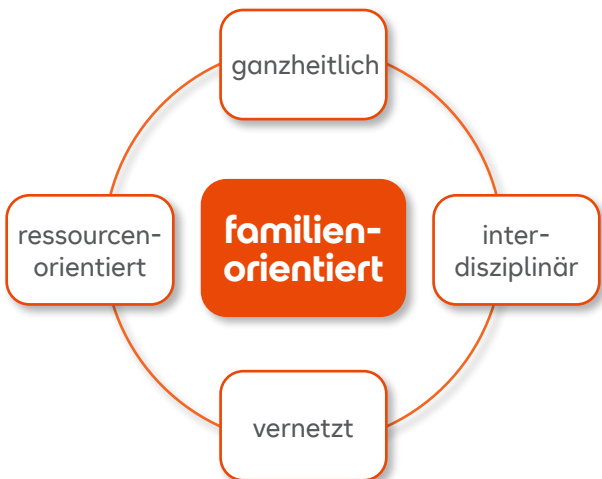 ganzheitlich
ressourcen-
orientiert
familien-
orientiert
inter-
disziplinär
vernetzt